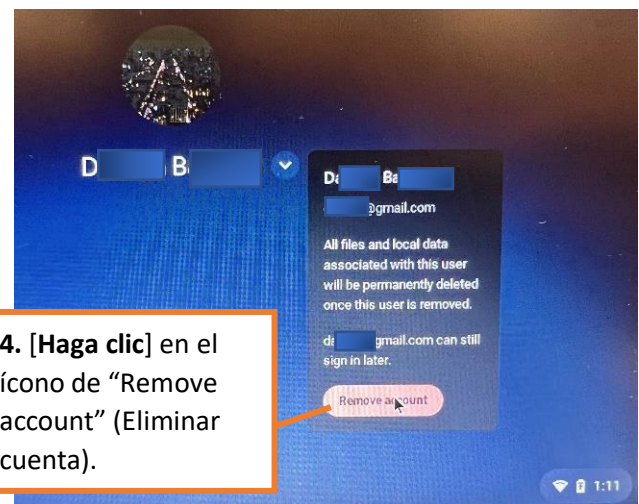 D B
Da Ba
@gmail.com
All files and local data
associated with this user
will be permanently deleted
once this user is removed.
da gmail.com can still
sign in later.
Remove account
4. [Haga clic] en el
ícono de “Remove
account” (Eliminar
cuenta).
1:11